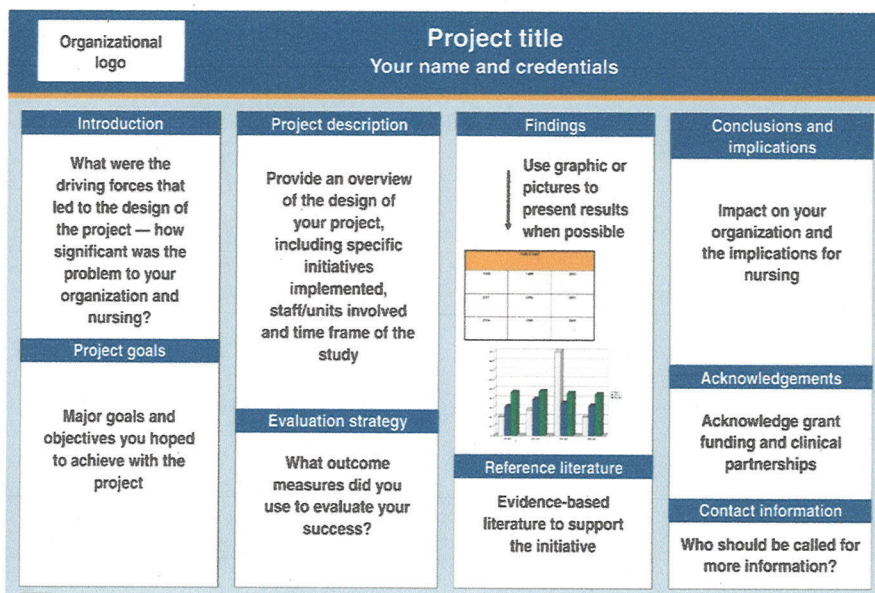 Organizational
logo
Project title
Your name and credentials
Introduction
What were the
driving forces that
led to the design of
the project — how
significant was the
problem to your
organization and
nursing?
Project goals
Major goals and
objectives you hoped
to achieve with the
project
Project description
Provide an overview
of the design of
your project,
including specific
initiatives
implemented,
staff/units involved
and time frame of the
study
Evaluation strategy
What outcome
measures did you
use to evaluate your
success?
Findings
Use graphic or
pictures to
present results
when possible
Reference literature
Evidence-based
literature to support
the initiative
Conclusions and
implications
Impact on your
organization and
the implications for
nursing
Acknowledgements
Acknowledge grant
funding and clinical
partnerships
Contact information
Who should be called for
more information?